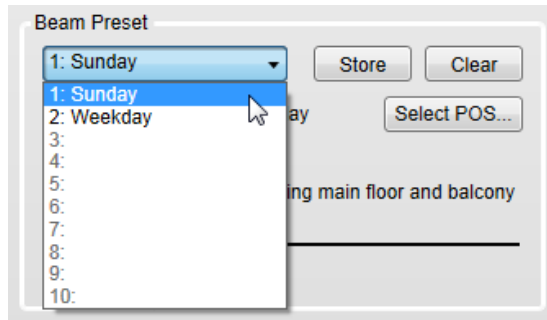 Beam Preset
1: Sunday Store Clear
1: Sunday
2: Weekday ay Select POS...
3:
4:
5: ing main floor and balcony
6:
7:
8:
9:
10: